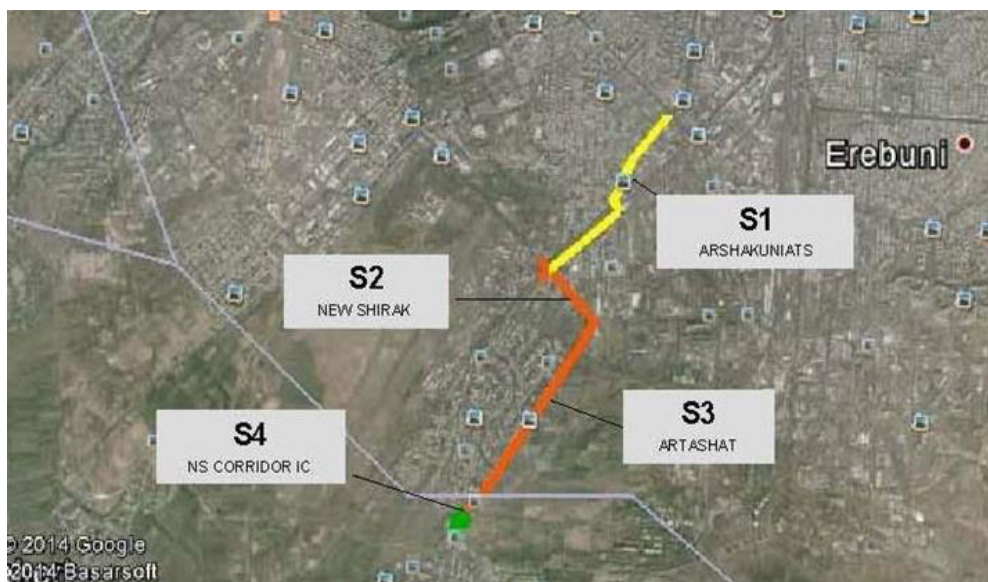 Erebuni
S1
ARSHAKUNIATS
S2
NEW SHIRAK
S3
ARTASHAT
S4
NS CORRIDOR IC
© 2014 Google
2014 Basarsoft